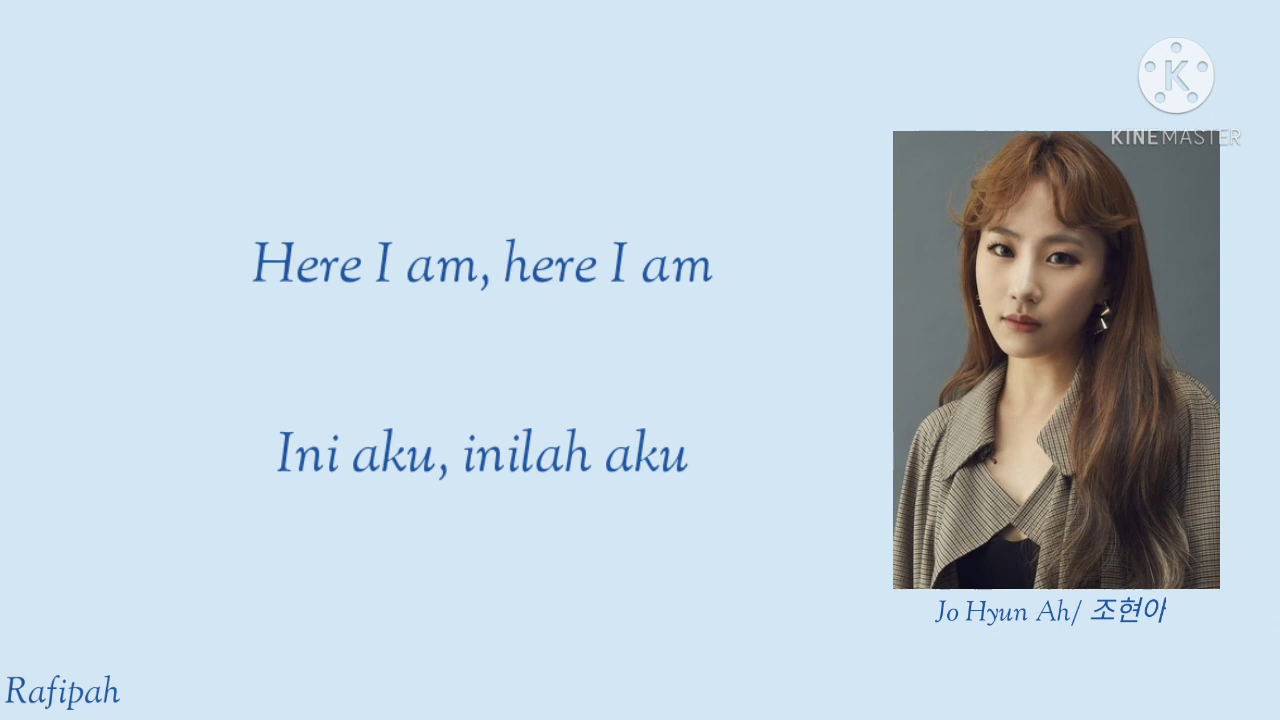 KINEMASTER
Here I am, here I am
Ini aku, inilah aku
Jo Hyun Ah/ 조현아
Rafipah